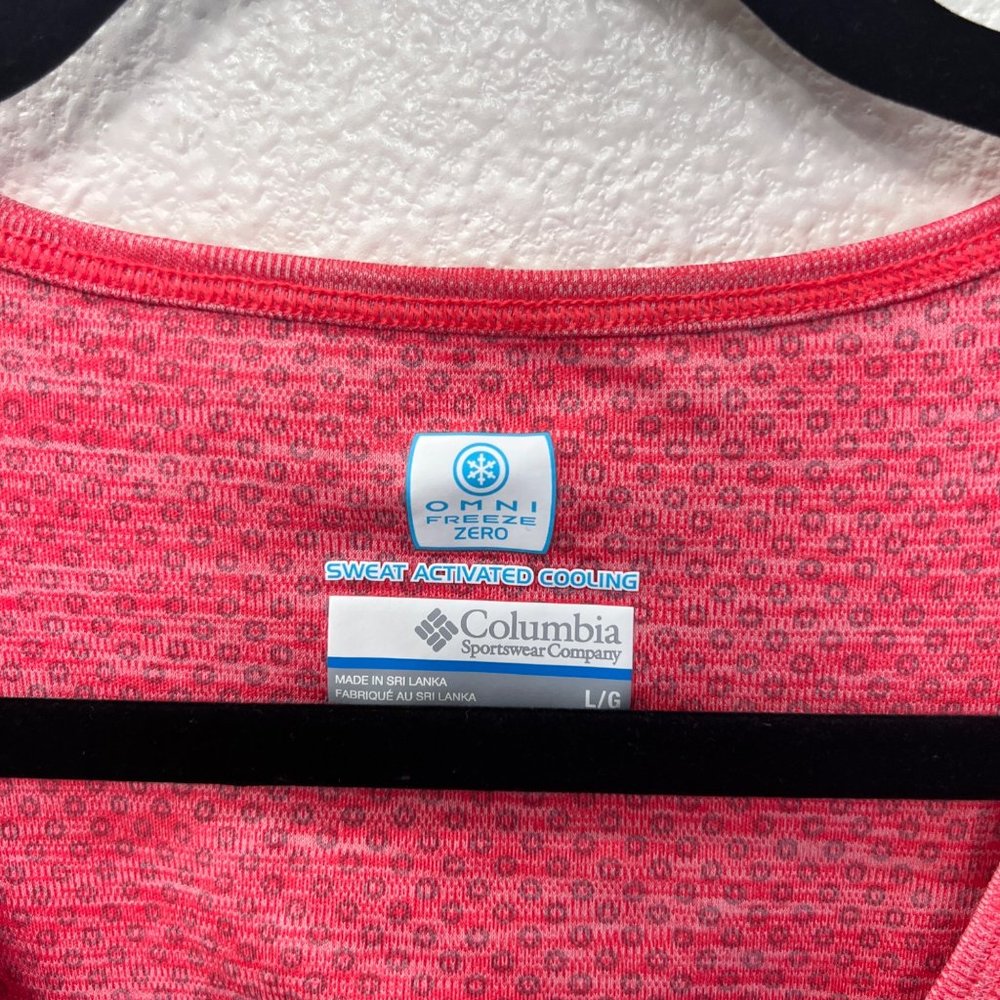 OMNI
FREEZE
ZERO
SWEAT ACTIVATED COOLING
Columbia
Sportswear Company
MADE IN SRI LANKA
FABRIQUÉ AU SRI LANKA
L/G